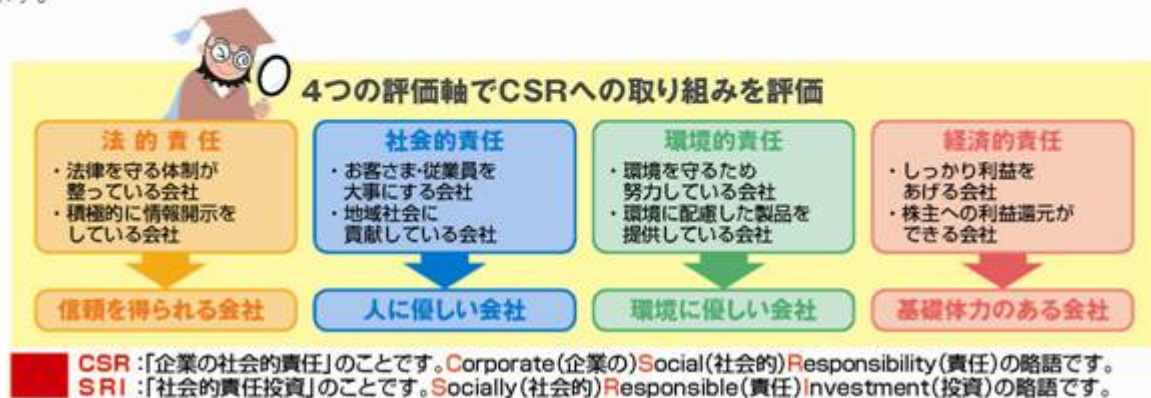 す。
4つの評価軸でCSRへの取り組みを評価
法的責任
・法律を守る体制が
整っている会社
・積極的に情報開示を
している会社
信頼を得られる会社
社会的責任
・お客さま・従業員を
大事にする会社
・地域社会に
貢献している会社
人に優しい会社
環境的責任
・環境を守るため
努力している会社
・環境に配慮した製品を
提供している会社
環境に優しい会社
経済的責任
・しっかり利益を
あげる会社
・株主への利益還元が
できる会社
基礎体力のある会社
CSR:「企業の社会的責任」のことです。Corporate(企業の)Social(社会的)Responsibility(責任)の略語です。
SRI:「社会的責任投資」のことです。Socially(社会的)Responsible(責任)Investment(投資)の略語です。